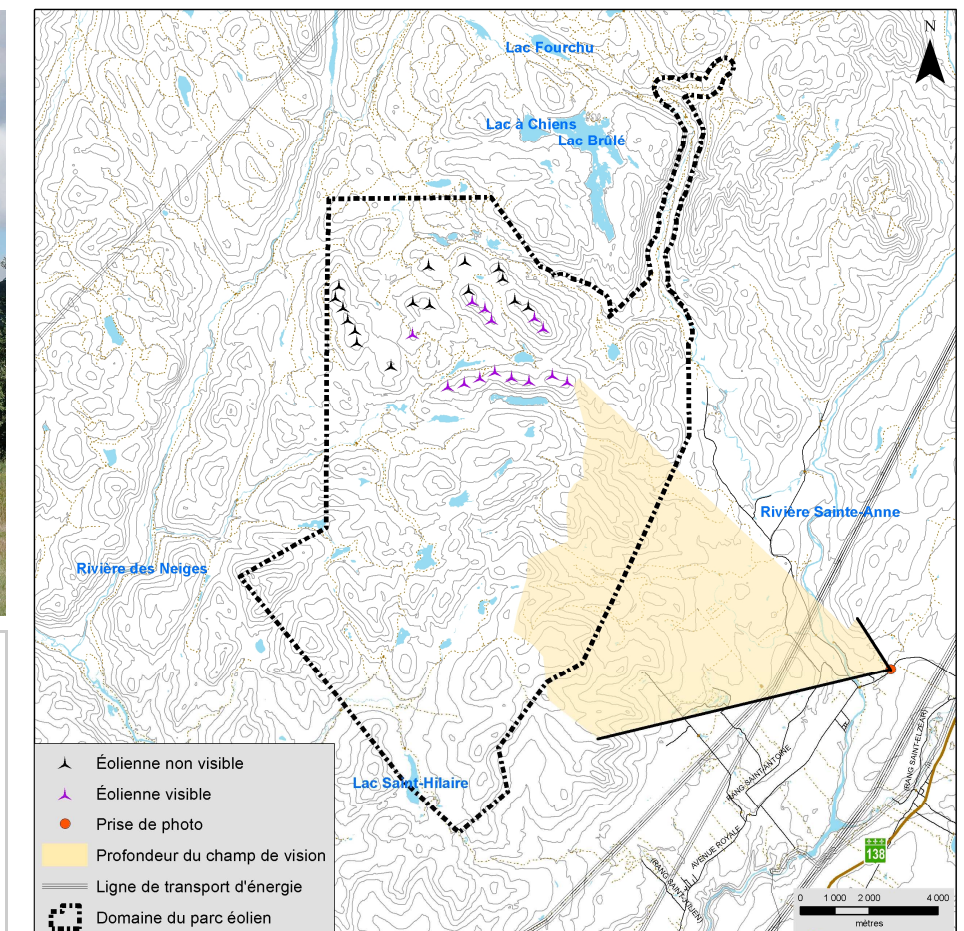 N
Lac Fourchu
Lac à Chiens
Lac Brûlé
Rivière Sainte-Anne
Rivière des Neiges
Lac Saint-Hilaire
(RANG SAINT-ELZÉAR)
(RANG SAINT-ANTOINE
AVENUE ROYALE
(RANG SAINT-JULIEN)
138
Éolienne non visible
Éolienne visible
Prise de photo
Profondeur du champ de vision
Ligne de transport d'énergie
Domaine du parc éolien
0 1 000 2 000 4 000
mètres